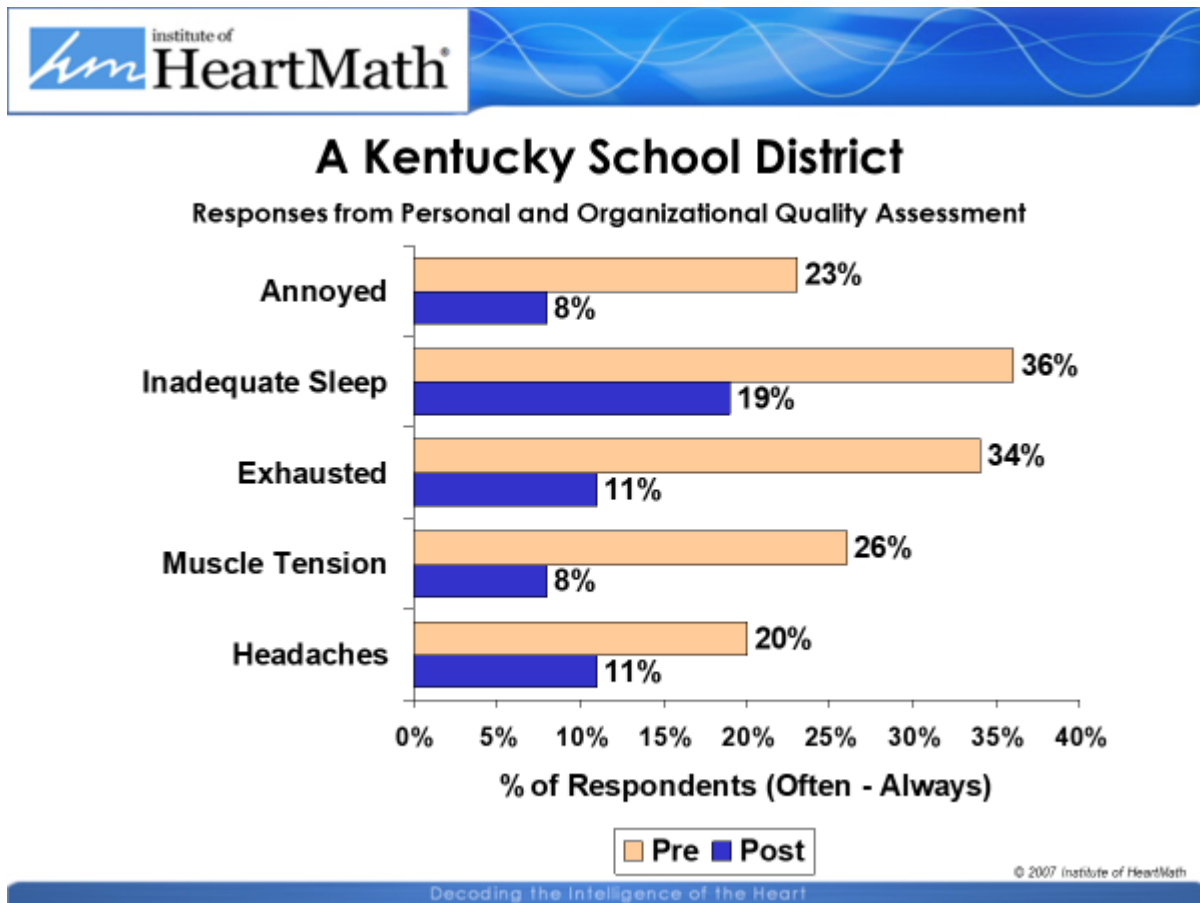 institute of
hm HeartMath®
A Kentucky School District
Responses from Personal and Organizational Quality Assessment
Annoyed
23%
8%
Inadequate Sleep
36%
19%
Exhausted
34%
11%
Muscle Tension
26%
8%
Headaches
20%
11%
0% 5% 10% 15% 20% 25% 30% 35% 40%
% of Respondents (Often - Always)
Pre Post
© 2007 Institute of HeartMath
Decoding the Intelligence of the Heart